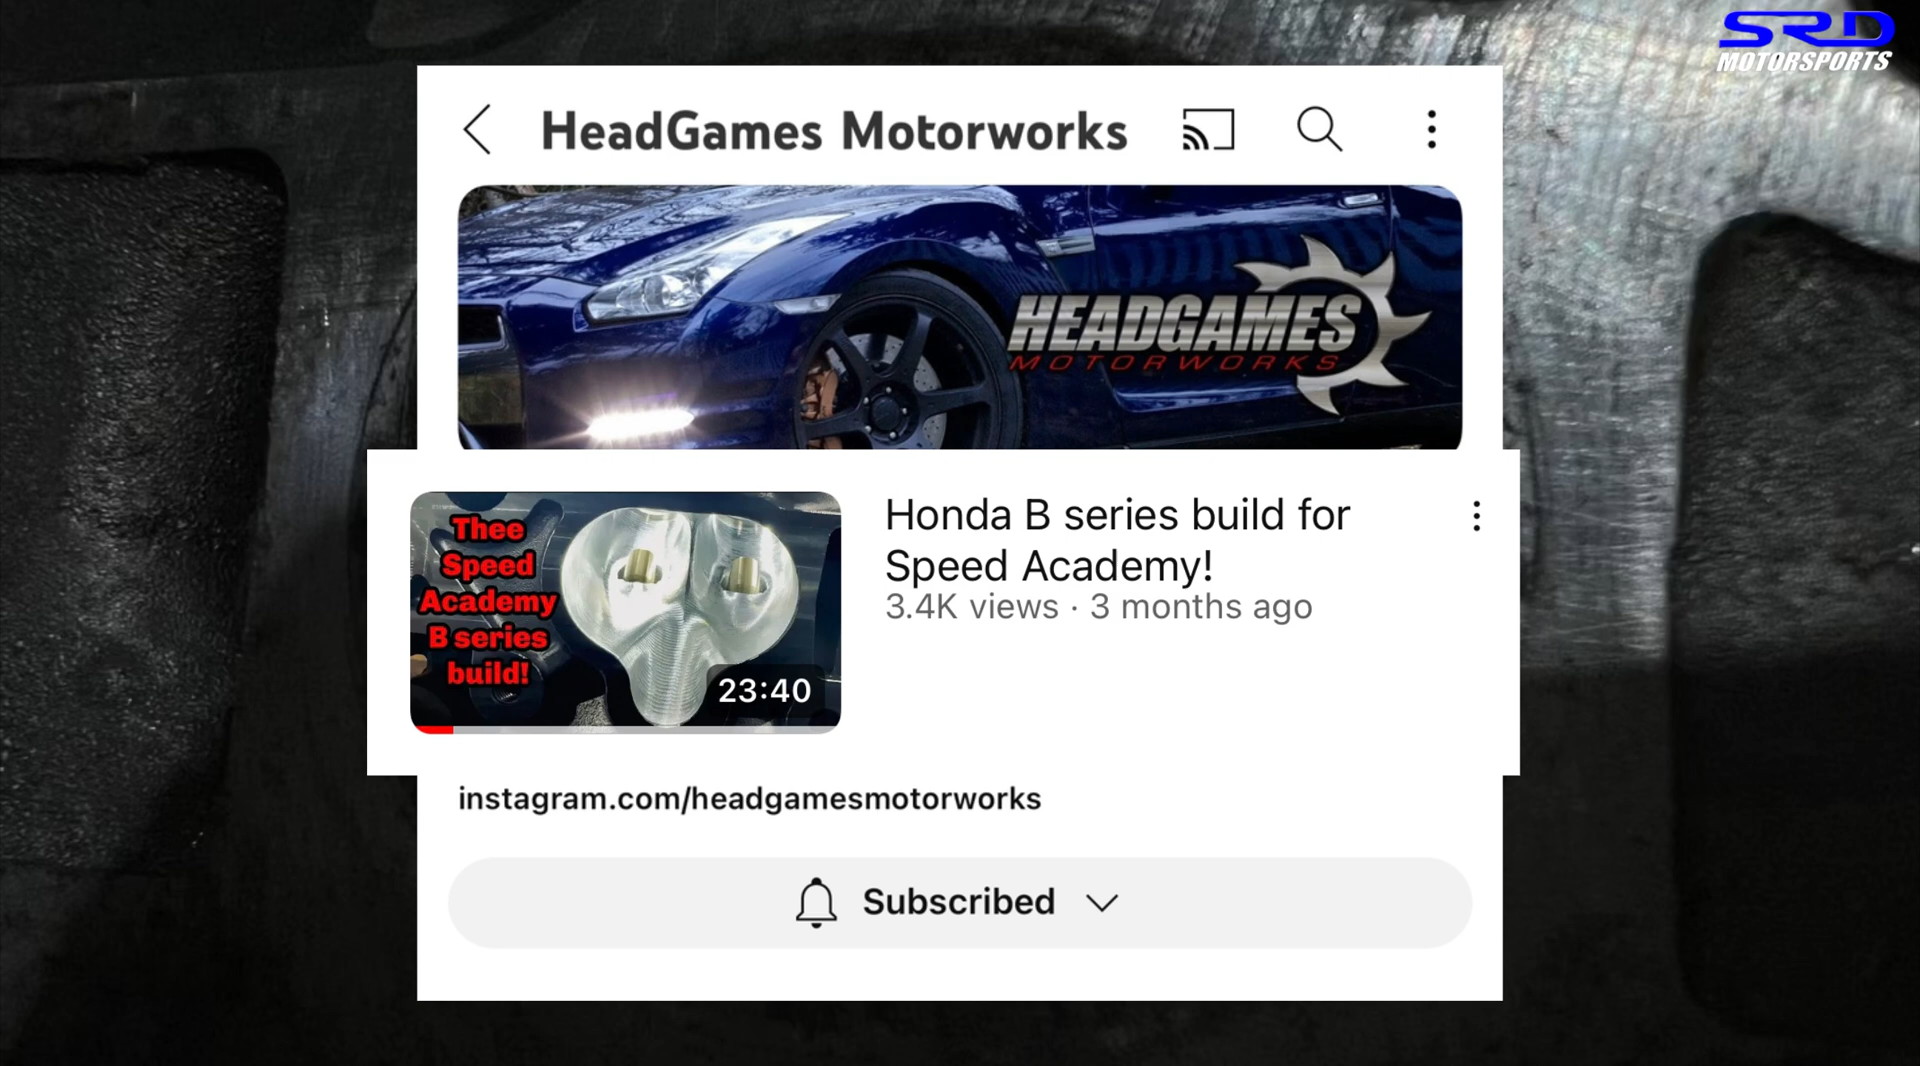 SRD
MOTORSPORTS
HeadGames Motorworks
HEADGAMES
MOTORWORKS
Thee
Speed
Academy
B series
build!
23:40
Honda B series build for
Speed Academy!
3.4K views · 3 months ago
instagram.com/headgamesmotorworks
Subscribed